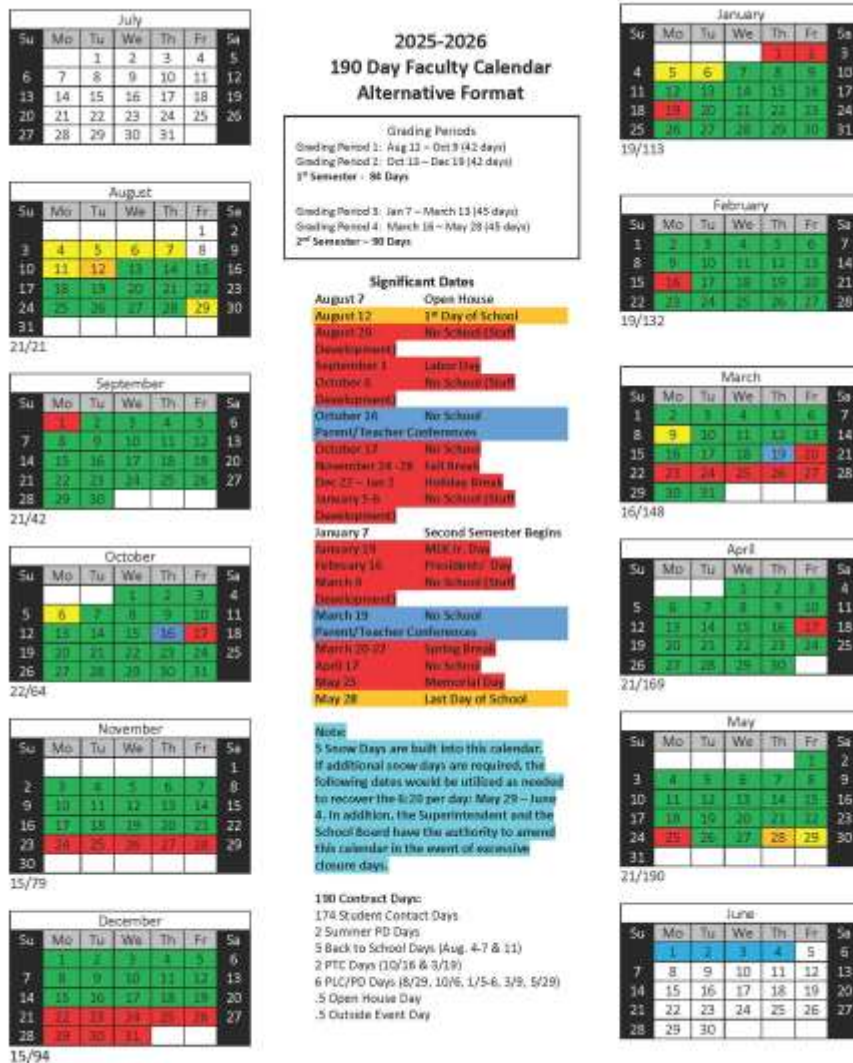 July
Su Mo Tu We Th Fr Sa
1 2 3 4 5
6 7 8 9 10 11 12
13 14 15 16 17 18 19
20 21 22 23 24 25 26
27 28 29 30 31
August
Su Mo Tu We Th Fr Sa
1 2
3 4 5 6 7 8 9
10 11 12 13 14 15 16
17 18 19 20 21 22 23
24 25 26 27 28 29 30
31
21/21
September
Su Mo Tu We Th Fr Sa
1 2 3 4 5 6
7 8 9 10 11 12 13
14 15 16 17 18 19 20
21 22 23 24 25 26 27
28 29 30
21/42
October
Su Mo Tu We Th Fr Sa
1 2 3 4
5 6 7 8 9 10 11
12 13 14 15 16 17 18
19 20 21 22 23 24 25
26 27 28 29 30 31
22/64
November
Su Mo Tu We Th Fr Sa
1
2 3 4 5 6 7 8
9 10 11 12 13 14 15
16 17 18 19 20 21 22
23 24 25 26 27 28 29
30
15/79
December
Su Mo Tu We Th Fr Sa
1 2 3 4 5 6
7 8 9 10 11 12 13
14 15 16 17 18 19 20
21 22 23 24 25 26 27
28 29 30 31
15/94
2025-2026
190 Day Faculty Calendar
Alternative Format
Grading Periods
Grading Period 1: Aug 12 – Oct 9 (42 days)
Grading Period 2: Oct 13 – Dec 19 (42 days)
1st Semester - 84 Days
Grading Period 3: Jan 7 – March 13 (45 days)
Grading Period 4: March 16 – May 28 (45 days)
2nd Semester – 90 Days
Significant Dates
August 7 Open House
August 12 1st Day of School
August 29 No School (Staff
Development)
September 1 Labor Day
October 6 No School (Staff
Development)
October 16 No School
Parent/Teacher Conferences
October 17 No School
November 24 -28 Fall Break
Dec 22 – Jan 2 Holiday Break
January 5-6 No School (Staff
Development)
January 7 Second Semester Begins
January 19 MLK Jr. Day
February 16 Presidents' Day
March 9 No School (Staff
Development)
March 19 No School
Parent/Teacher Conferences
March 20-27 Spring Break
April 17 No School
May 25 Memorial Day
May 28 Last Day of School
Note:
5 Snow Days are built into this calendar.
If additional snow days are required, the
following dates would be utilized as needed
to recover the 6:20 per day: May 29 – June
4. In addition, the Superintendent and the
School Board have the authority to amend
this calendar in the event of excessive
closure days.
190 Contract Days:
174 Student Contact Days
2 Summer PD Days
5 Back to School Days (Aug. 4-7 & 11)
2 PTC Days (10/16 & 3/19)
6 PLC/PD Days (8/29, 10/6, 1/5-6, 3/9, 5/29)
.5 Open House Day
.5 Outside Event Day
January
Su Mo Tu We Th Fr Sa
1 2 3
4 5 6 7 8 9 10
11 12 13 14 15 16 17
18 19 20 21 22 23 24
25 26 27 28 29 30 31
19/113
February
Su Mo Tu We Th Fr Sa
1 2 3 4 5 6 7
8 9 10 11 12 13 14
15 16 17 18 19 20 21
22 23 24 25 26 27 28
19/132
March
Su Mo Tu We Th Fr Sa
1 2 3 4 5 6 7
8 9 10 11 12 13 14
15 16 17 18 19 20 21
22 23 24 25 26 27 28
29 30 31
16/148
April
Su Mo Tu We Th Fr Sa
1 2 3 4
5 6 7 8 9 10 11
12 13 14 15 16 17 18
19 20 21 22 23 24 25
26 27 28 29 30
21/169
May
Su Mo Tu We Th Fr Sa
1 2
3 4 5 6 7 8 9
10 11 12 13 14 15 16
17 18 19 20 21 22 23
24 25 26 27 28 29 30
31
21/190
June
Su Mo Tu We Th Fr Sa
1 2 3 4 5 6
7 8 9 10 11 12 13
14 15 16 17 18 19 20
21 22 23 24 25 26 27
28 29 30